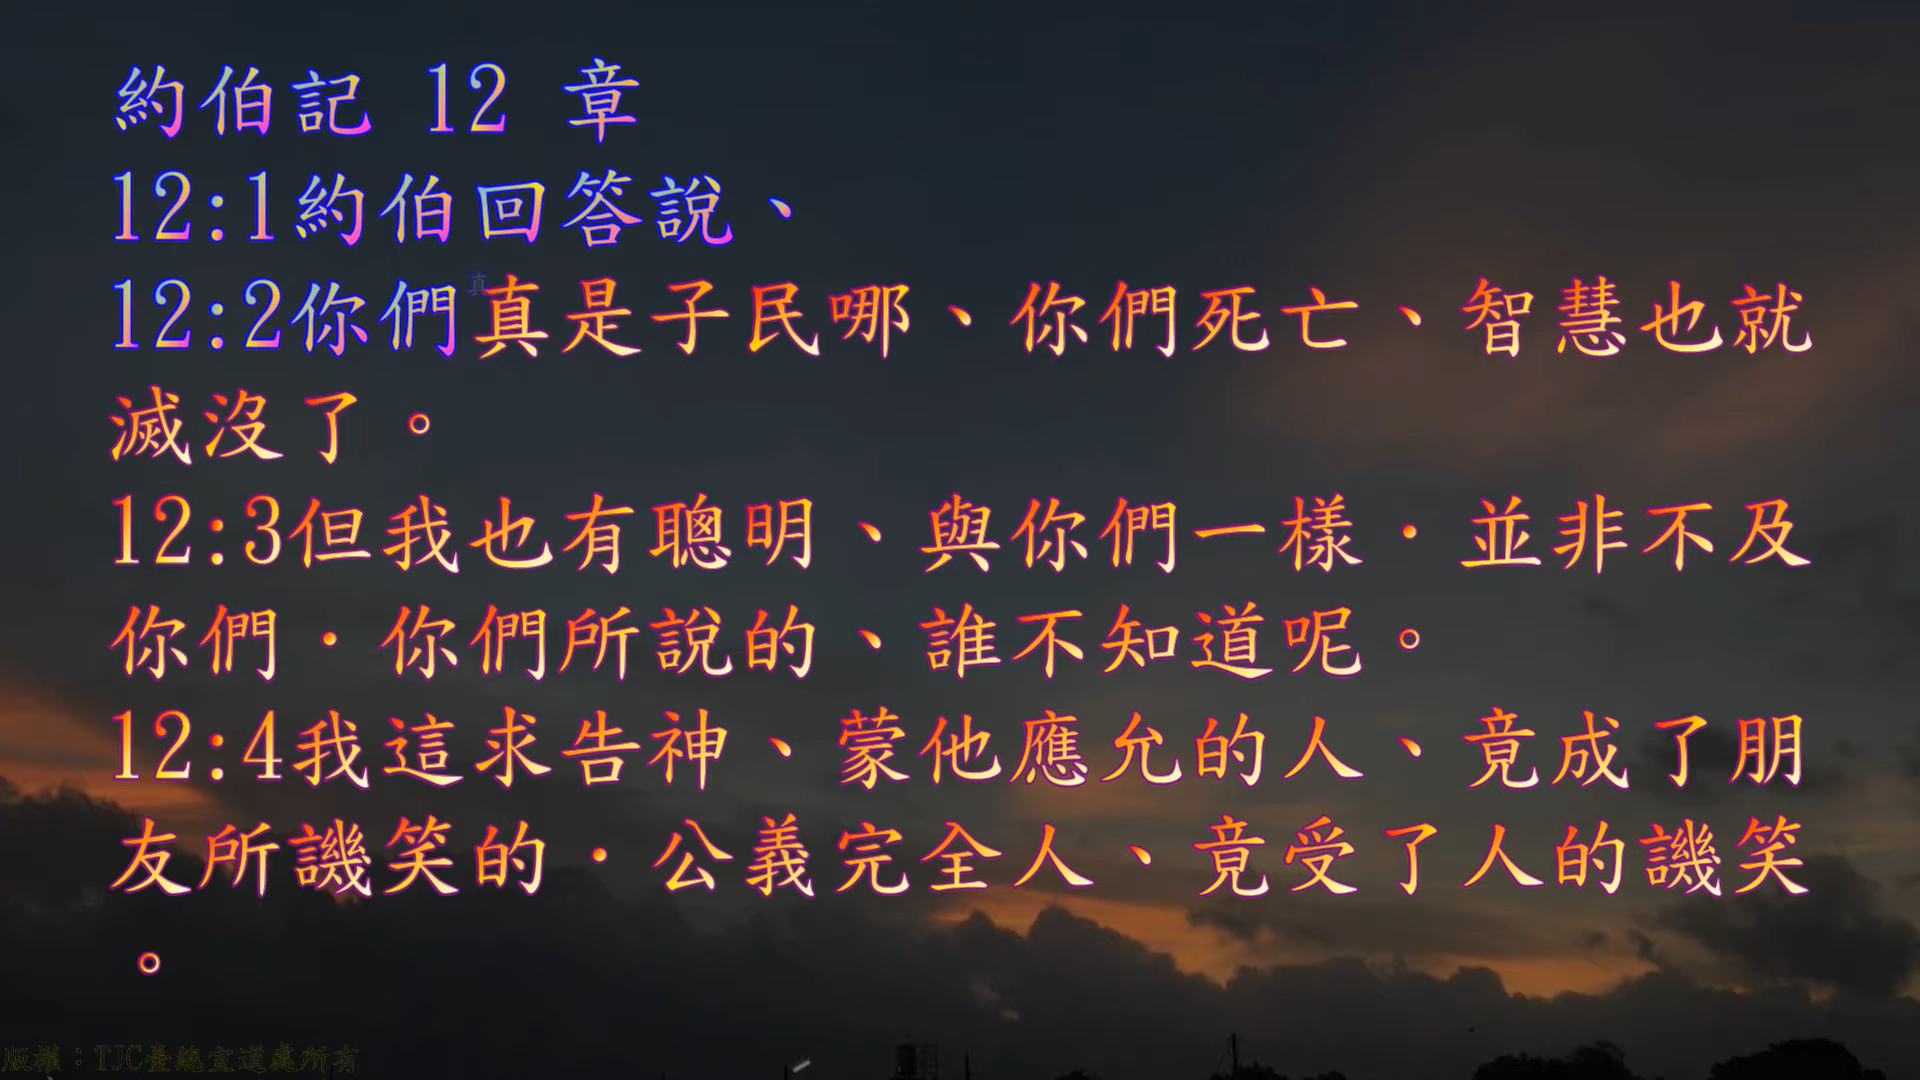 約伯記 12 章
12:1約伯回答說、
12:2你們真是子民哪、你們死亡、智慧也就
滅沒了。
12:3但我也有聰明、與你們一樣．並非不及
你們．你們所說的、誰不知道呢。
12:4我這求告神、蒙他應允的人、竟成了朋
友所譏笑的．公義完全人、竟受了人的譏笑
。
版權：TJC臺總宣道處所有